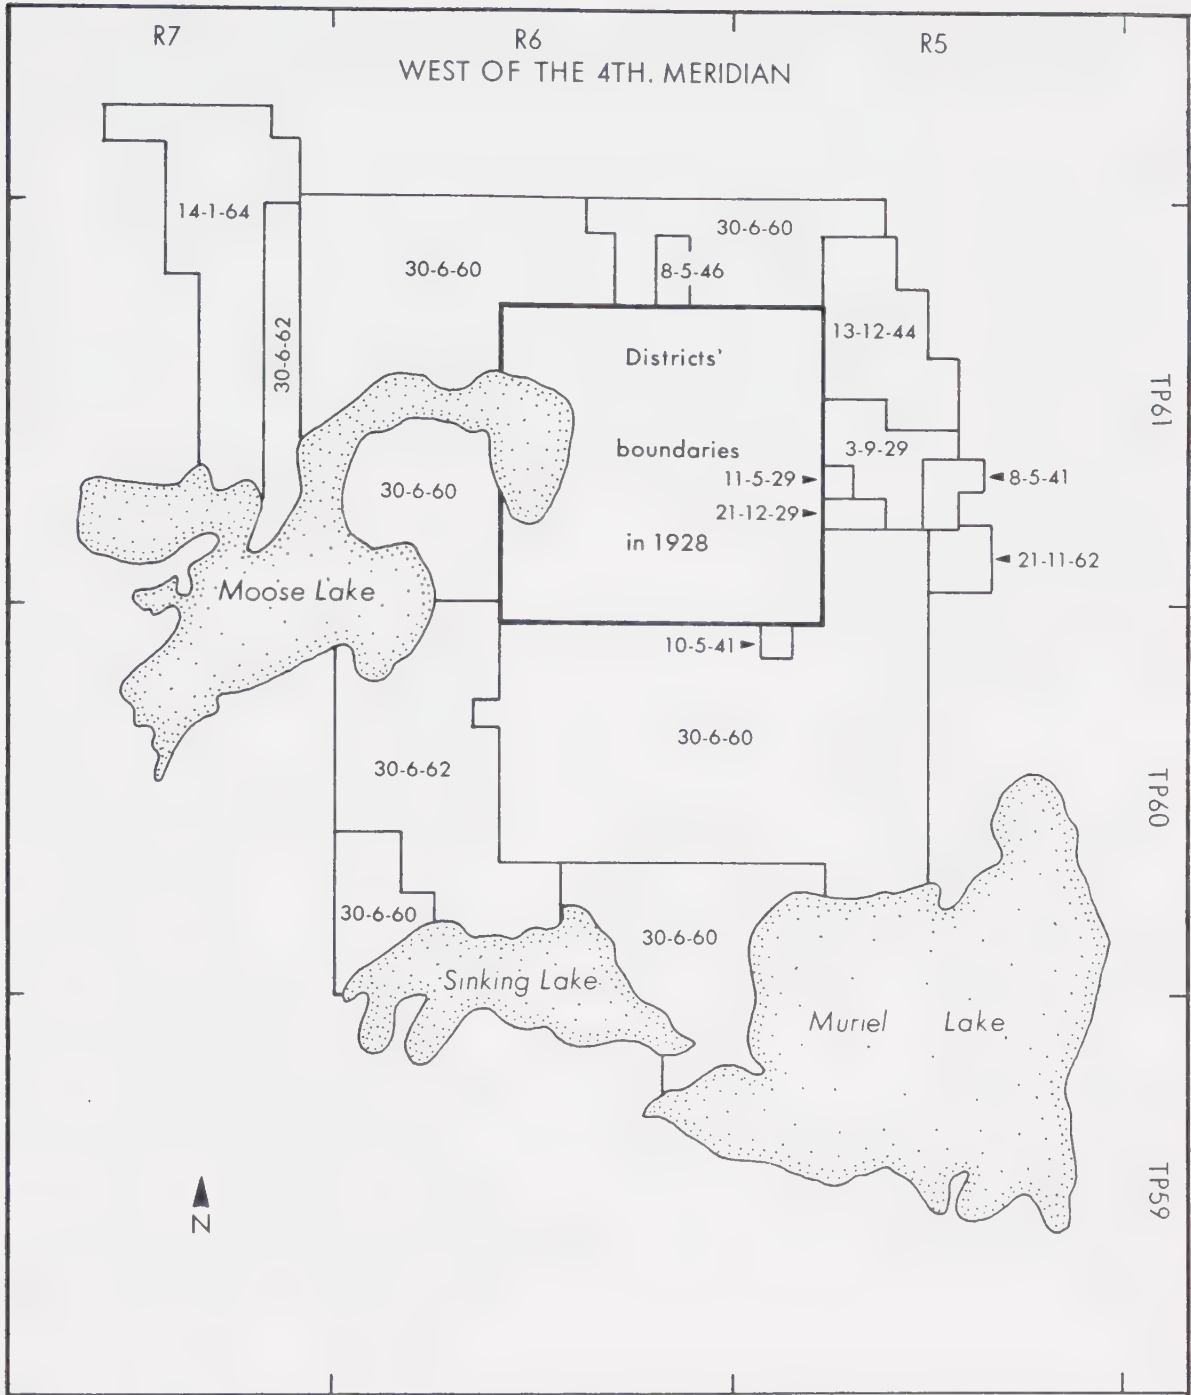 R7 R6 R5
WEST OF THE 4TH. MERIDIAN
14-1-64
30-6-60
8-5-46
30-6-60
30-6-62
13-12-44
Districts'
TP61
boundaries
3-9-29
11-5-29
8-5-41
30-6-60
21-12-29
in 1928
21-11-62
Moose Lake
10-5-41
30-6-60
30-6-62
TP60
30-6-60
30-6-60
Sinking Lake
Muriel Lake
TP59
N